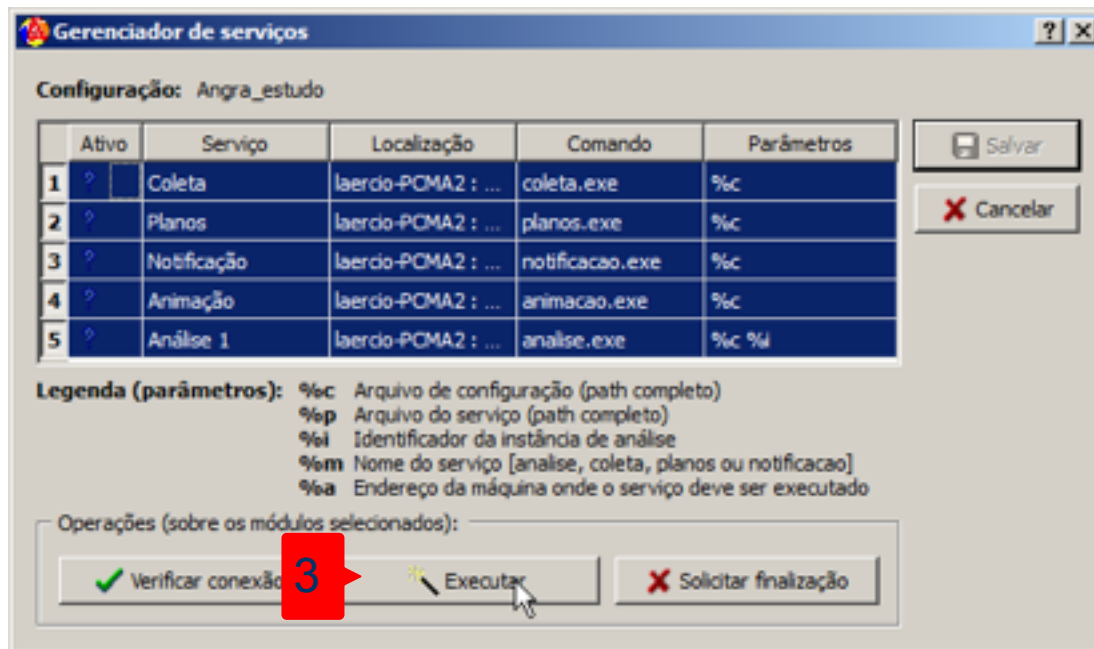 Gerenciador de serviços
Configuração: Angra_estudo
Ativo Serviço Localização Comando Parâmetros
1 ? Coleta laercio-PCMA2 : ... coleta.exe %c
2 ? Planos laercio-PCMA2 : ... planos.exe %c
3 ? Notificação laercio-PCMA2 : ... notificacao.exe %c
4 ? Animação laercio-PCMA2 : ... animacao.exe %c
5 ? Análise 1 laercio-PCMA2 : ... analise.exe %c %i
Salvar
Cancelar
Legenda (parâmetros): %c Arquivo de configuração (path completo)
%p Arquivo do serviço (path completo)
%i Identificador da instância de análise
%m Nome do serviço [analise, coleta, planos ou notificacao]
%a Endereço da máquina onde o serviço deve ser executado
Operações (sobre os módulos selecionados):
Verificar conexão 3 Executar Solicitar finalização